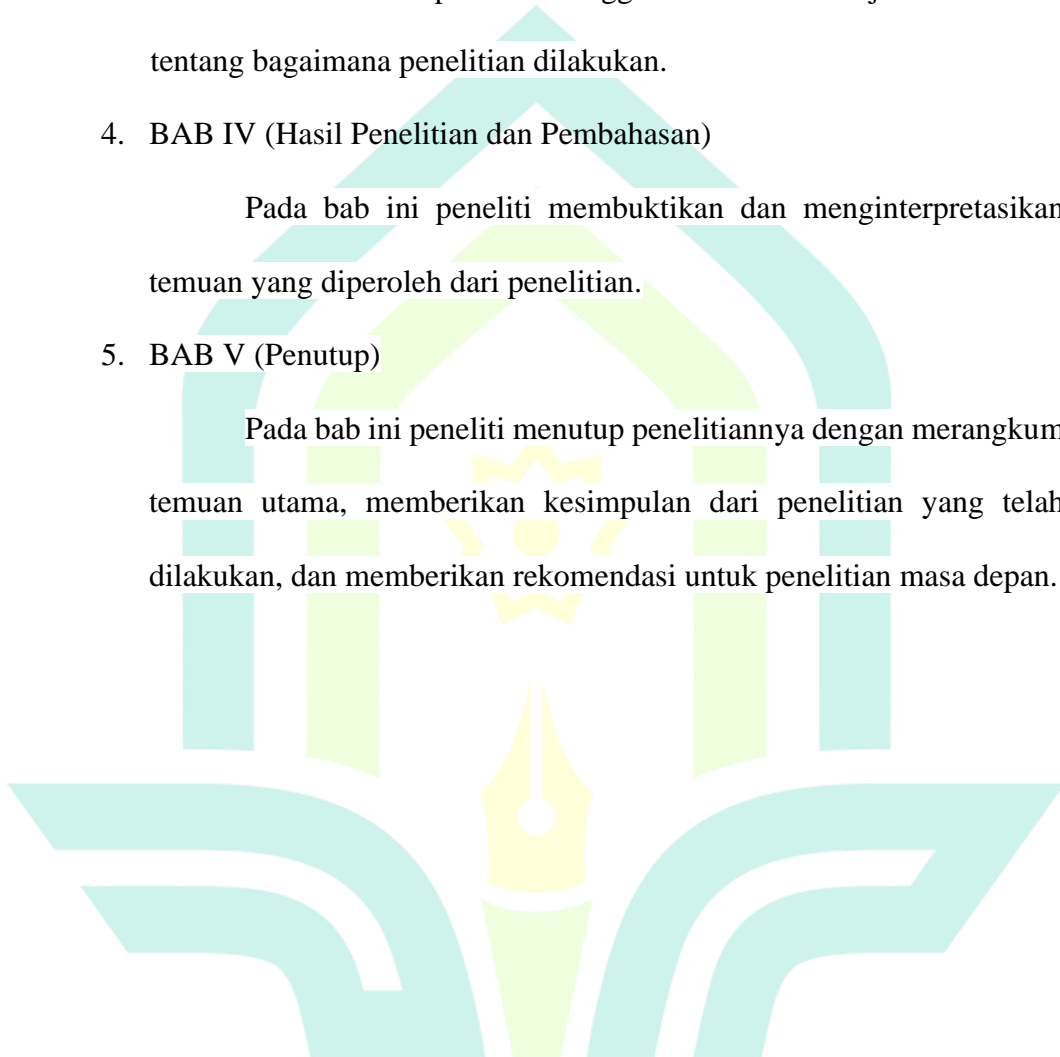 tentang bagaimana penelitian dilakukan.
4. BAB IV (Hasil Penelitian dan Pembahasan)
Pada bab ini peneliti membuktikan dan menginterpretasikan
temuan yang diperoleh dari penelitian.
5. BAB V (Penutup)
Pada bab ini peneliti menutup penelitiannya dengan merangkum
temuan utama, memberikan kesimpulan dari penelitian yang telah
dilakukan, dan memberikan rekomendasi untuk penelitian masa depan.